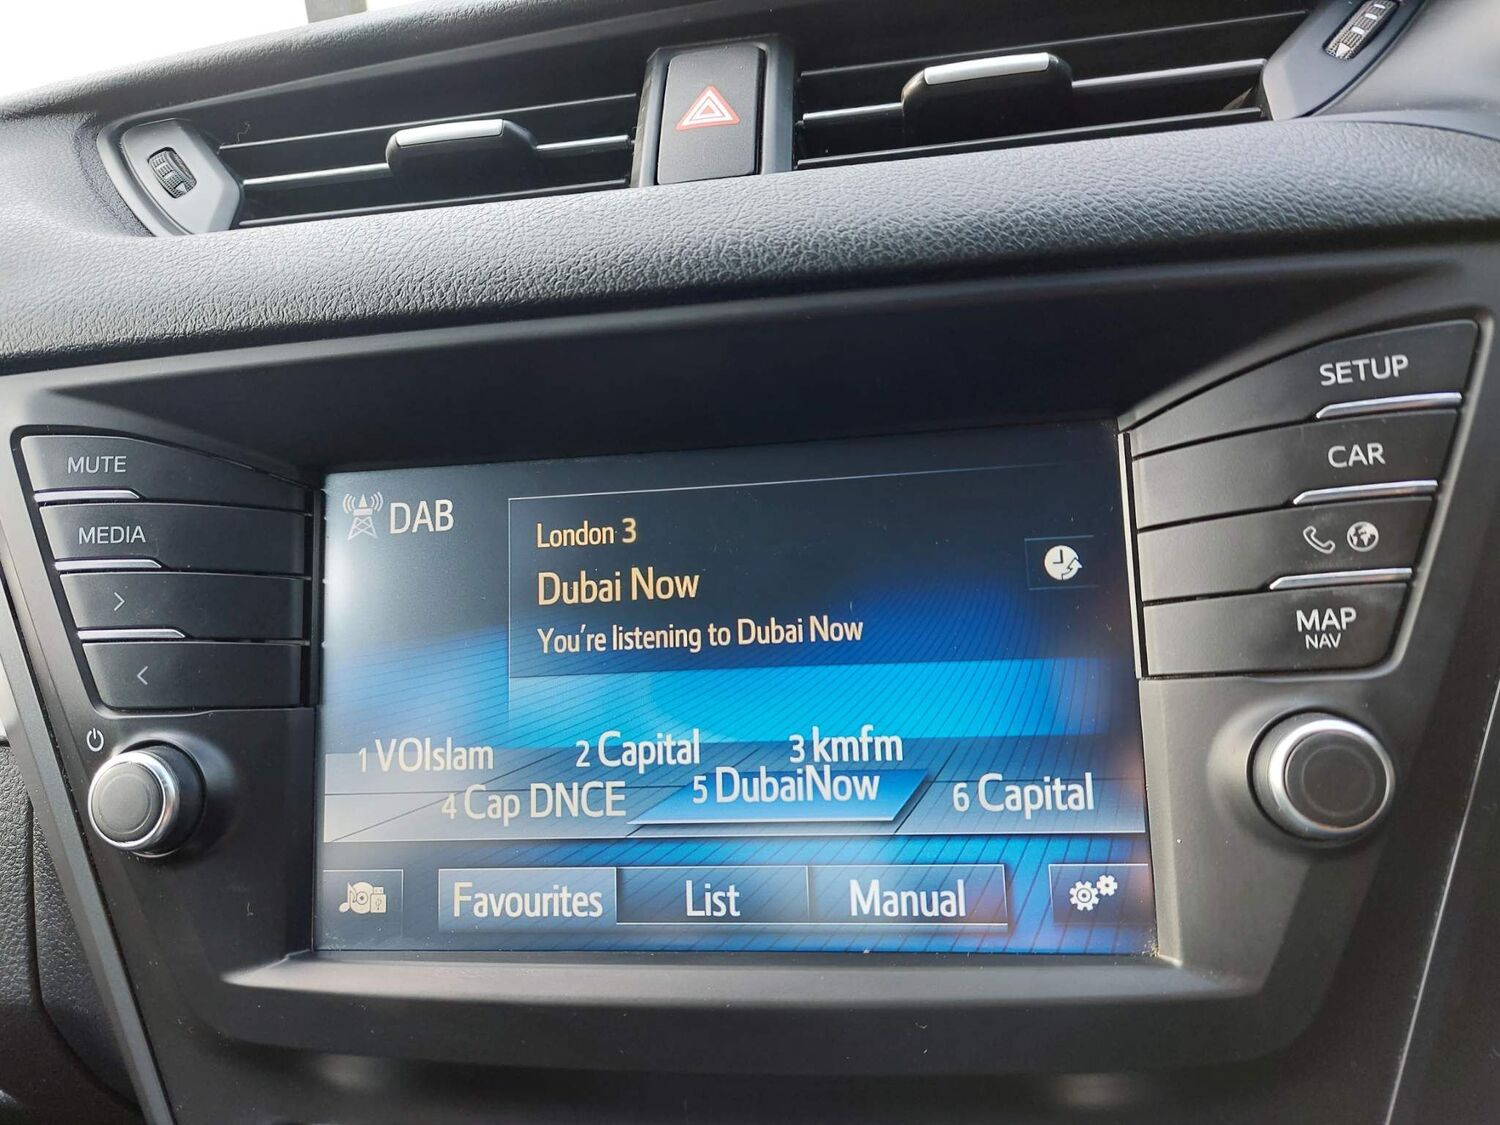 SETUP
MUTE
CAR
DAB
London 3
MEDIA
Dubai Now
You're listening to Dubai Now
MAP
NAV
1 VOIslam 2 Capital 3 kmfm
4 Cap DNCE 5 DubaiNow 6 Capital
Favourites List Manual